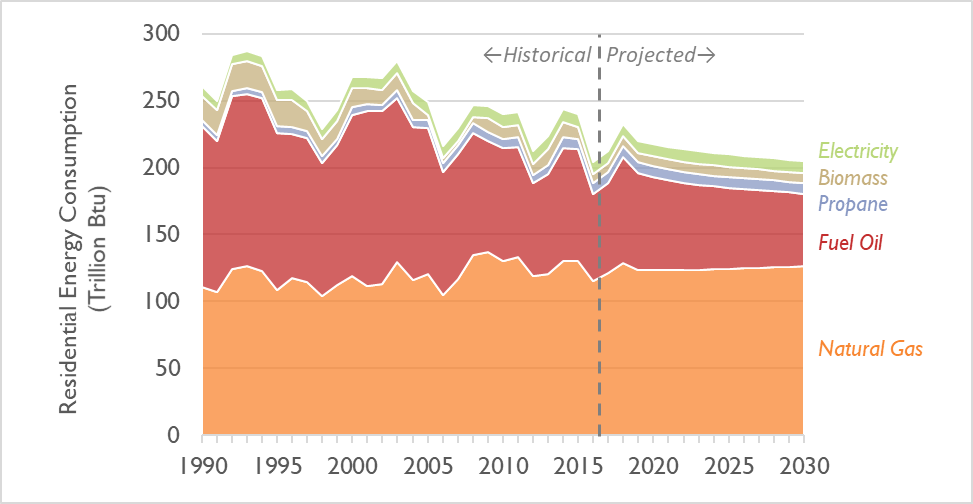 Residential Energy Consumption
(Trillion Btu)
300
250
200
150
100
50
0
←Historical
Projected→
Electricity
Biomass
Propane
Fuel Oil
Natural Gas
1990
1995
2000
2005
2010
2015
2020
2025
2030